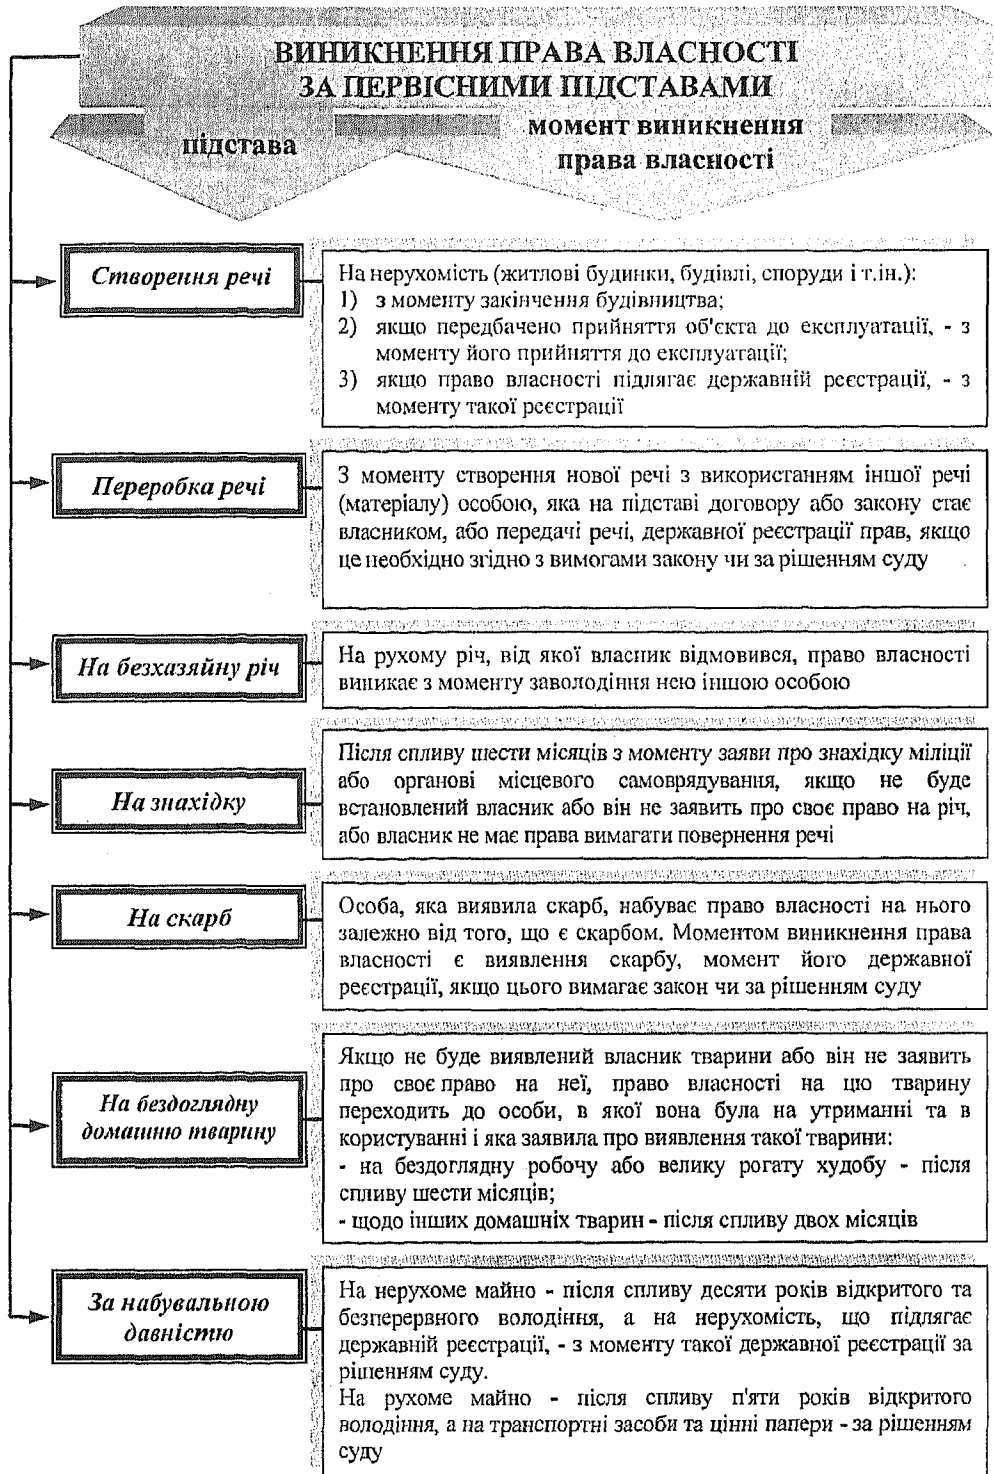 ВИНИКНЕННЯ ПРАВА ВЛАСНОСТІ
ЗА ПЕРВІСНИМИ ПІДСТАВАМИ
підстава
момент виникнення
права власності
Створення речі
На нерухомість (житлові будинки, будівлі, споруди і т.ін.):
1) з моменту закінчення будівництва;
2) якщо передбачено прийняття об'єкта до експлуатації, - з
моменту його прийняття до експлуатації;
3) якщо право власності підлягає державній реєстрації, - з
моменту такої реєстрації
Переробка речі
З моменту створення нової речі з використанням іншої речі
(матеріалу) особою, яка на підставі договору або закону стає
власником, або передачі речі, державної реєстрації прав, якщо
це необхідно згідно з вимогами закону чи за рішенням суду
На безхазяйну річ
На рухому річ, від якої власник відмовився, право власності
виникає з моменту заволодіння нею іншою особою
На знахідку
Після спливу шести місяців з моменту заяви про знахідку міліції
або органові місцевого самоврядування, якщо не буде
встановлений власник або він не заявить про своє право на річ,
або власник не має права вимагати повернення речі
На скарб
Особа, яка виявила скарб, набуває право власності на нього
залежно від того, що є скарбом. Моментом виникнення права
власності є виявлення скарбу, момент його державної
реєстрації, якщо цього вимагає закон чи за рішенням суду
На бездоглядну
домашню тварину
Якщо не буде виявлений власник тварини або він не заявить
про своє право на неї, право власності на цю тварину
переходить до особи, в якої вона була на утриманні та в
користуванні і яка заявила про виявлення такої тварини:
- на бездоглядну робочу або велику рогату худобу - після
спливу шести місяців;
- щодо інших домашніх тварин - після спливу двох місяців
За набувальною
давністю
На нерухоме майно - після спливу десяти років відкритого та
безперервного володіння, а на нерухомість, що підлягає
державній реєстрації, - з моменту такої державної реєстрації за
рішенням суду.
На рухоме майно - після спливу п'яти років відкритого
володіння, а на транспортні засоби та цінні папери - за рішенням
суду